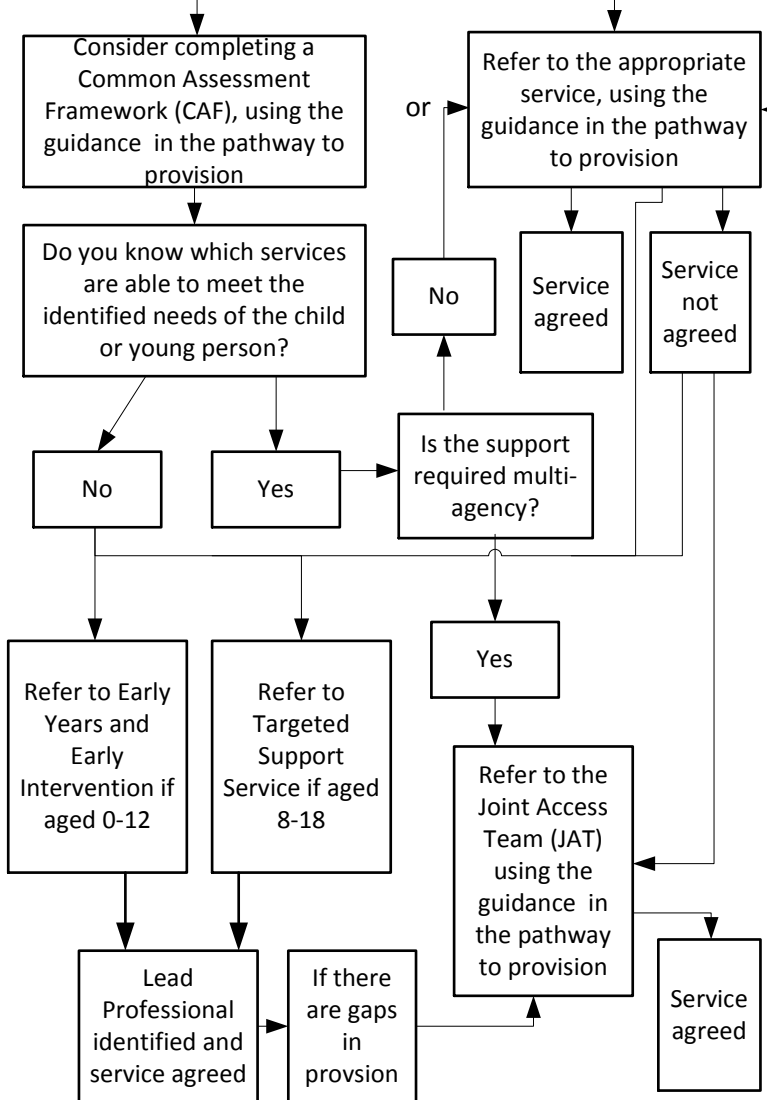 Consider completing a
Common Assessment
Framework (CAF), using the
guidance  in the pathway to
provision
or
Refer to the appropriate
service, using the
guidance in the pathway
to provision
Do you know which services
are able to meet the
identified needs of the child
or young person?
No
Service
agreed
Service
not
agreed
No
Yes
Is the support
required multi-
agency?
Yes
Refer to Early
Years and
Early
Intervention if
aged 0-12
Refer to
Targeted
Support
Service if aged
8-18
Refer to the
Joint Access
Team (JAT)
using the
guidance  in
the pathway
to provision
Lead
Professional
identified and
service agreed
If there
are gaps
in
provsion
Service
agreed